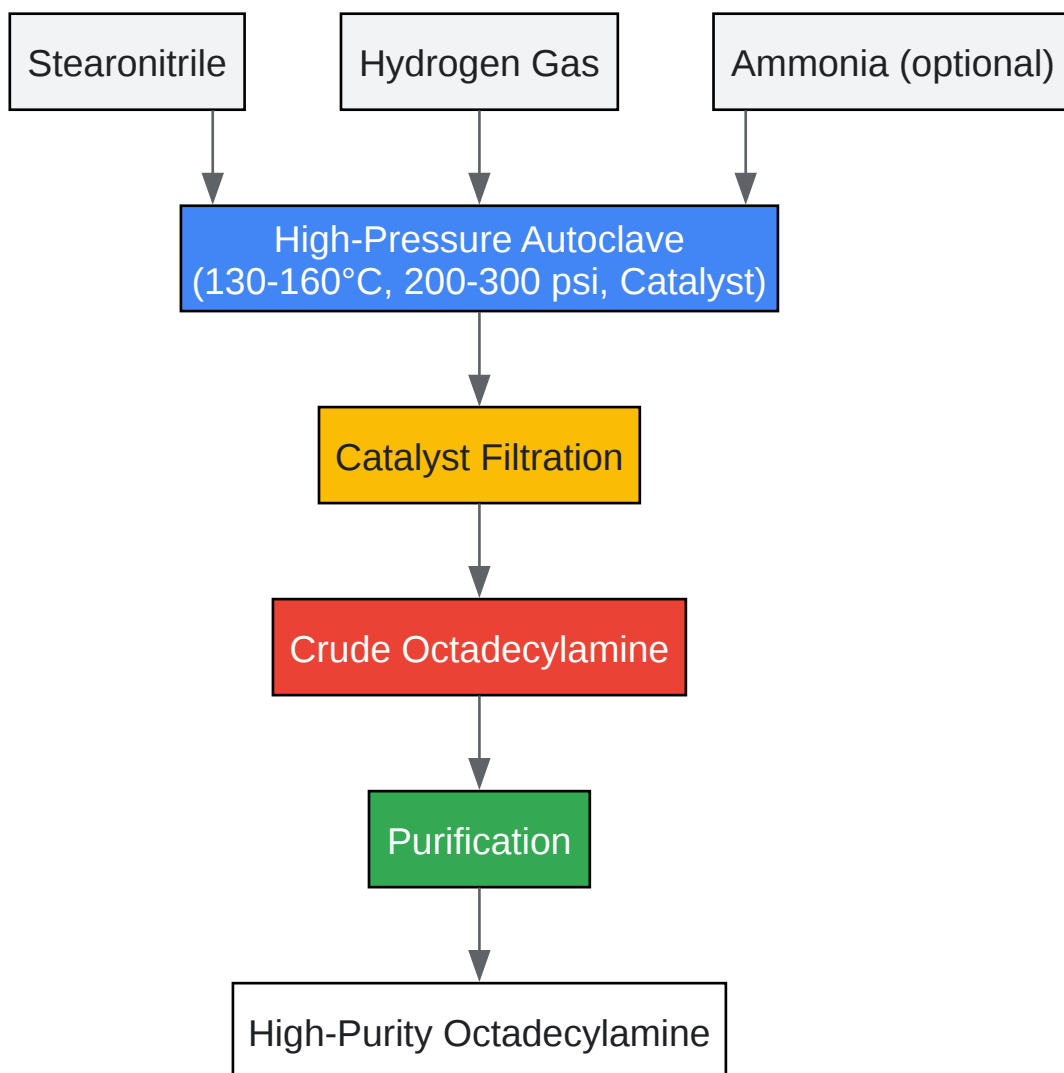 Stearonitrile
Hydrogen Gas
Ammonia (optional)
High-Pressure Autoclave
(130-160°C, 200-300 psi, Catalyst)
Catalyst Filtration
Crude Octadecylamine
Purification
High-Purity Octadecylamine